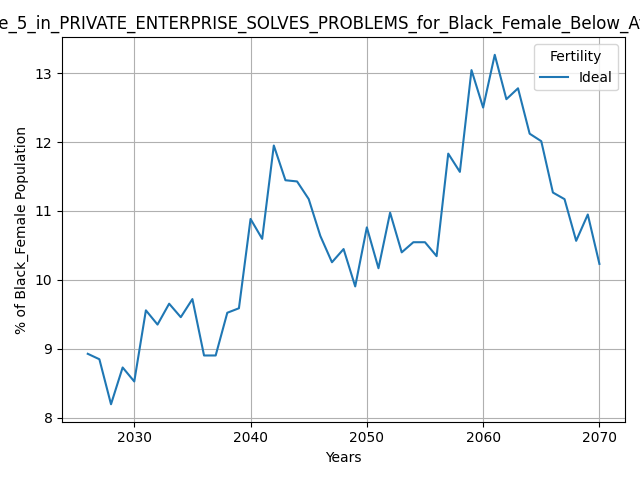 e_5_in_PRIVATE_ENTERPRISE_SOLVES_PROBLEMS_for_Black_Female_Below_A
Fertility
Ideal
% of Black_Female Population
13
12
11
10
9
8
2030 2040 2050 2060 2070
Years